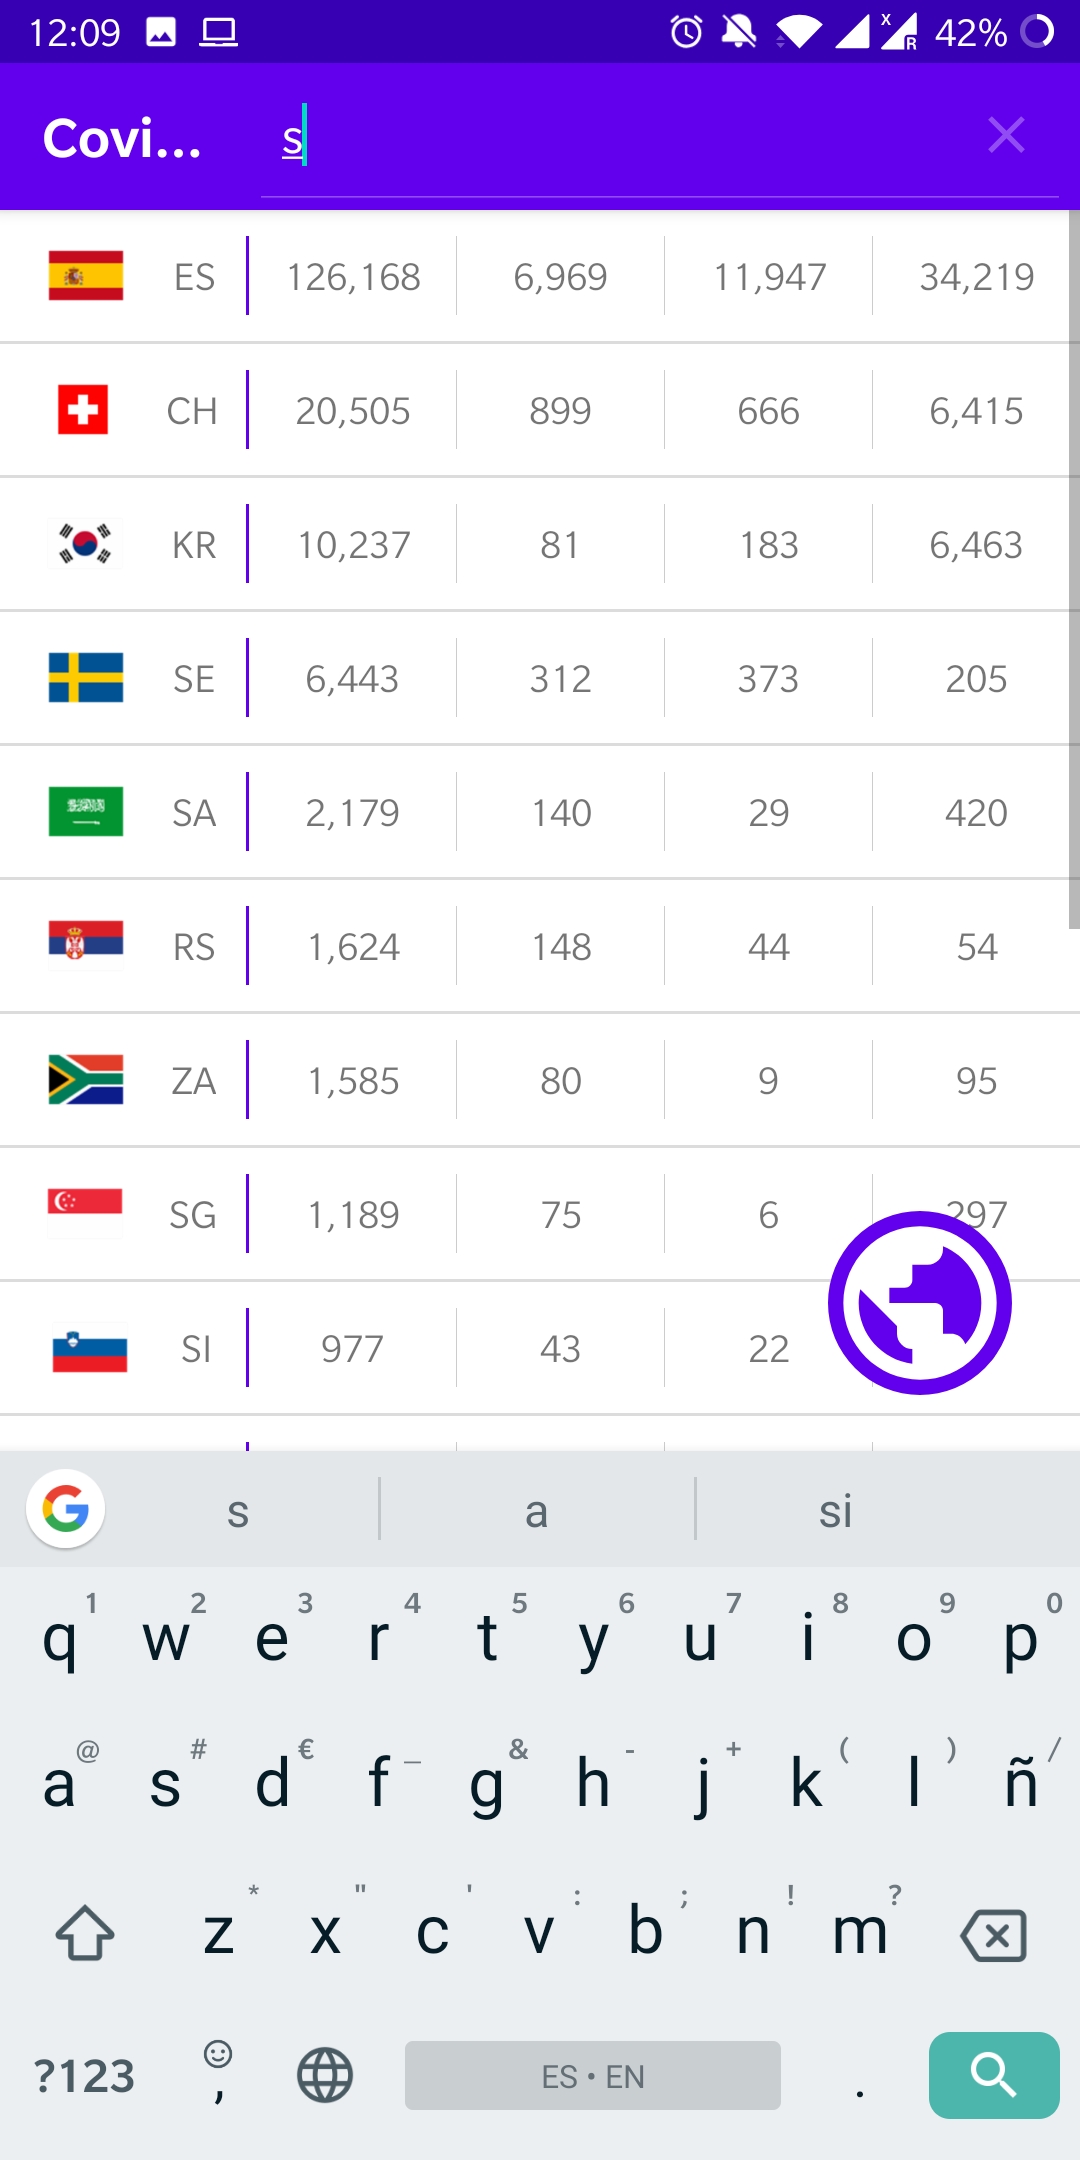 12:09 X R 42%
Covi... s
ES 126,168 6,969 11,947 34,219
CH 20,505 899 666 6,415
KR 10,237 81 183 6,463
SE 6,443 312 373 205
SA 2,179 140 29 420
RS 1,624 148 44 54
ZA 1,585 80 9 95
SG 1,189 75 6 297
SI 977 43 22
G s a si
1 2 3 4 5 6 7 8 9 0
q w e r t y u i o p
@ # € _ & - + ( ) /
a s d f g h j k l ñ
* " ' : ; ! ?
z x c v b n m
?123 , ES • EN .